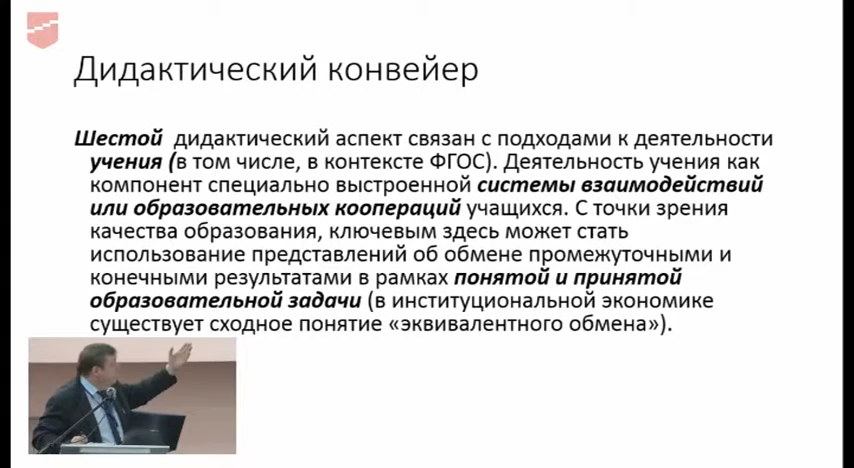 Дидактический конвейер
Шестой дидактический аспект связан с подходами к деятельности
учения (в том числе, в контексте ФГОС). Деятельность учения как
компонент специально выстроенной системы взаимодействий
или образовательных коопераций учащихся. С точки зрения
качества образования, ключевым здесь может стать
использование представлений об обмене промежуточными и
конечными результатами в рамках понятой и принятой
образовательной задачи (в институциональной экономике
существует сходное понятие «эквивалентного обмена»).